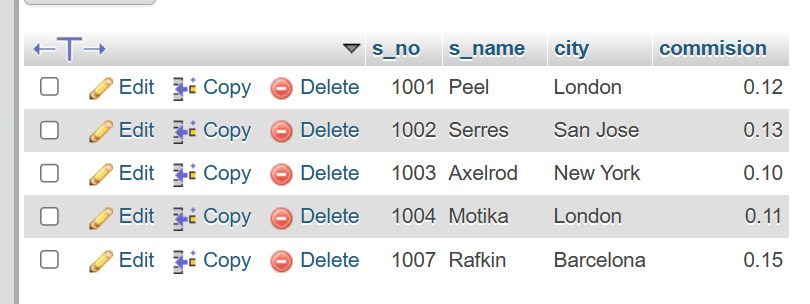 s_no s_name city commision
Edit Copy Delete 1001 Peel London 0.12
Edit Copy Delete 1002 Serres San Jose 0.13
Edit Copy Delete 1003 Axelrod New York 0.10
Edit Copy Delete 1004 Motika London 0.11
Edit Copy Delete 1007 Rafkin Barcelona 0.15